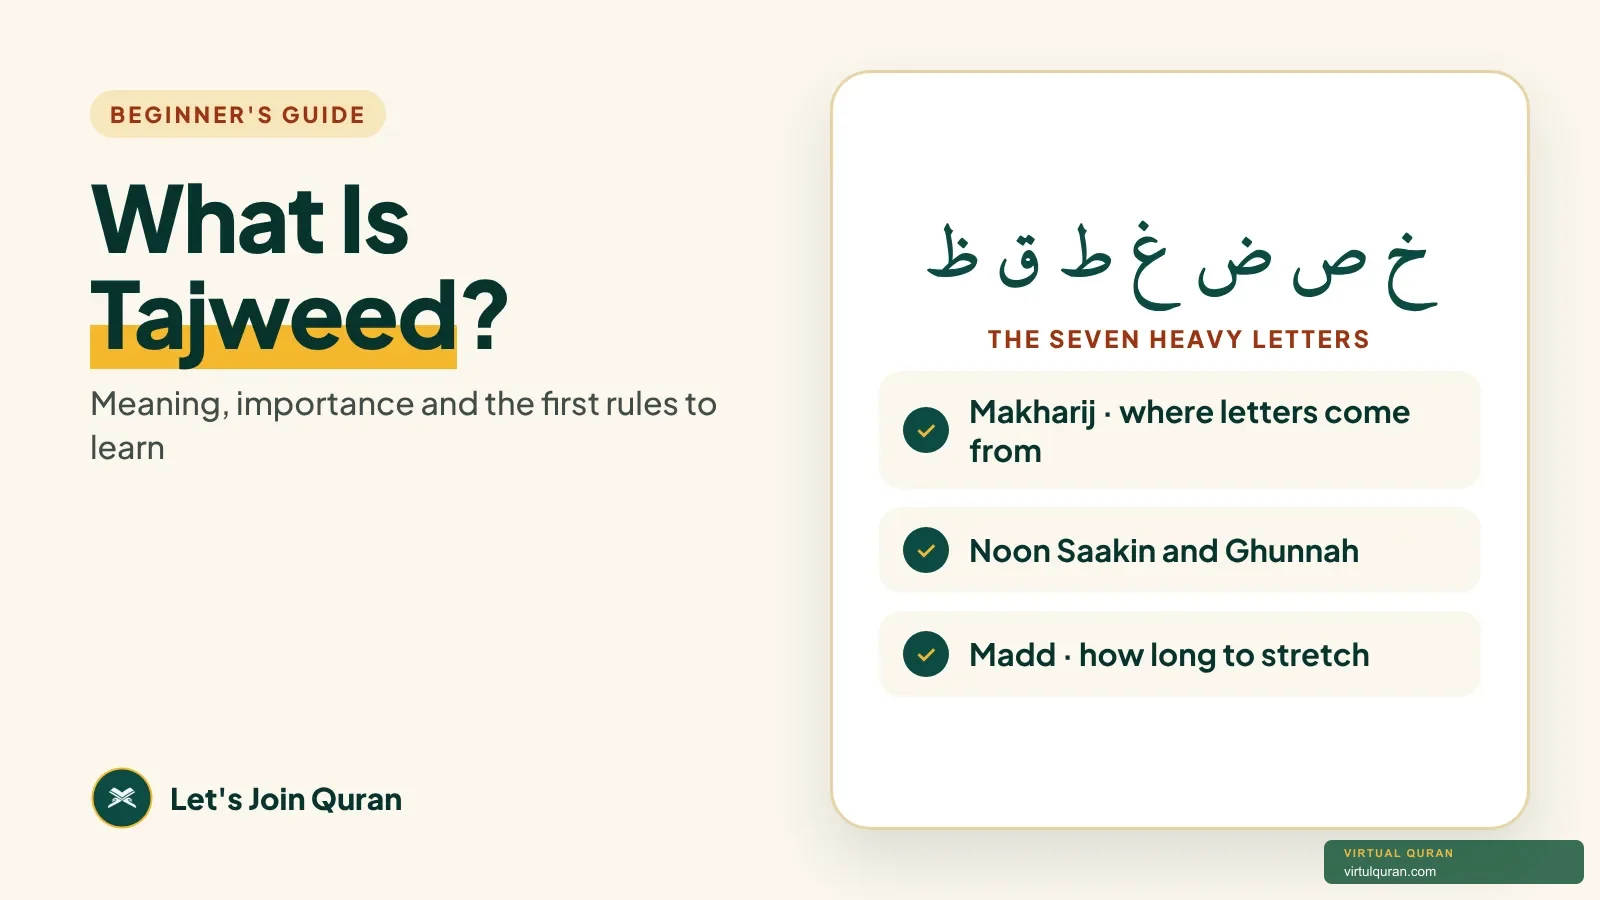 BEGINNER'S GUIDE
What Is
Tajweed?
Meaning, importance and the first rules to
learn
Let's Join Quran
خ ص ض غ ط ق ظ
THE SEVEN HEAVY LETTERS
Makharij · where letters come
from
Noon Saakin and Ghunnah
Madd · how long to stretch
VIRTUAL QURAN
virtulquran.com